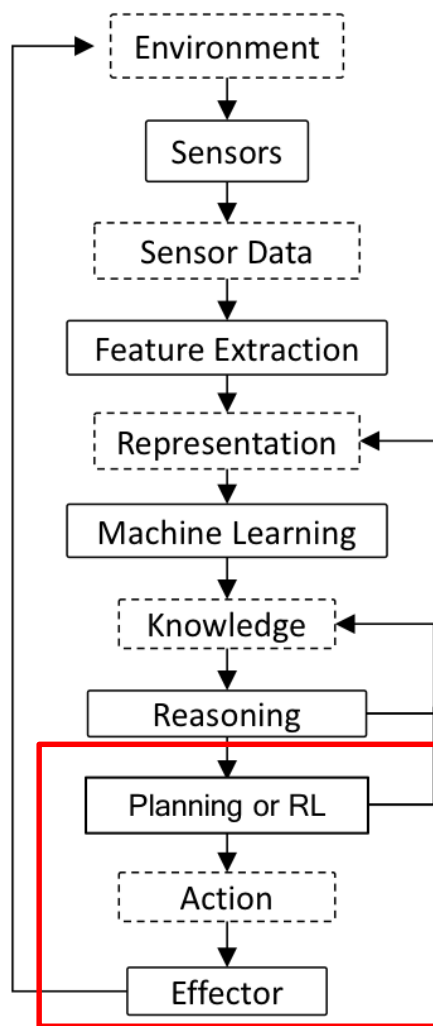 Environment
Sensors
Sensor Data
Feature Extraction
Representation
Machine Learning
Knowledge
Reasoning
Planning or RL
Action
Effector